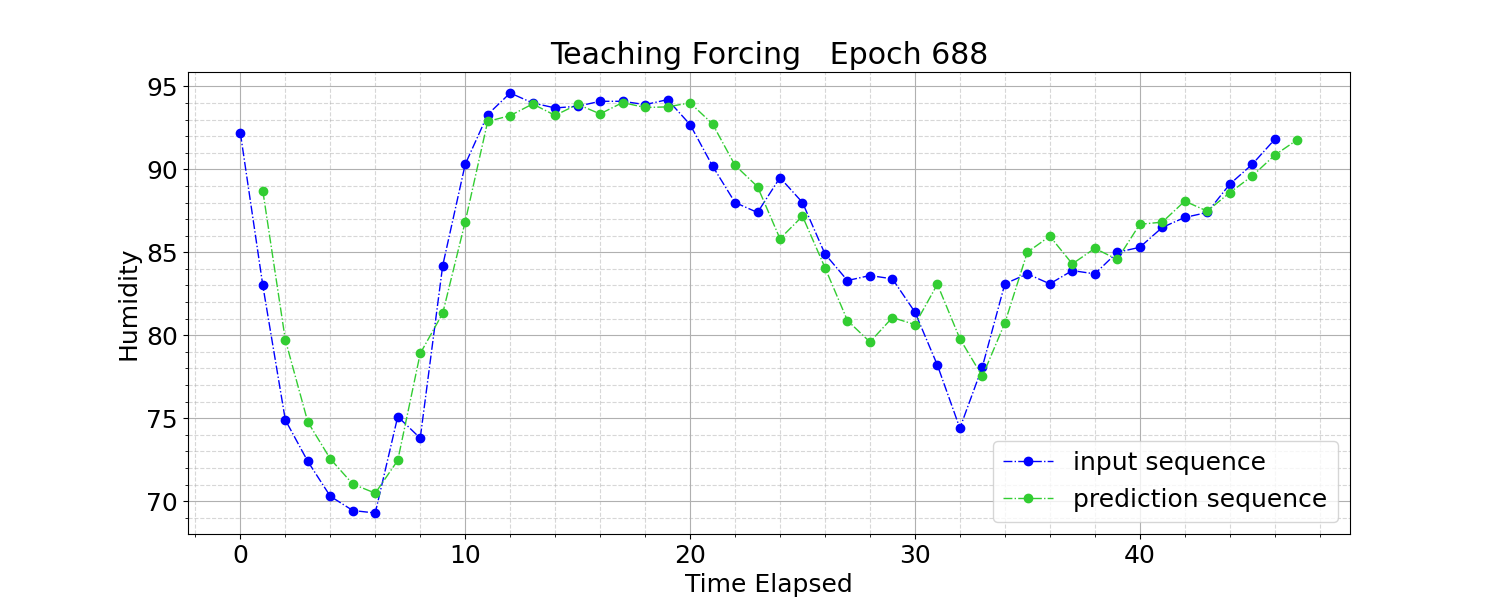 Teaching Forcing   Epoch 688
95
90
85
80
75
70
Humidity
0 10 20 30 40
Time Elapsed
input sequence
prediction sequence